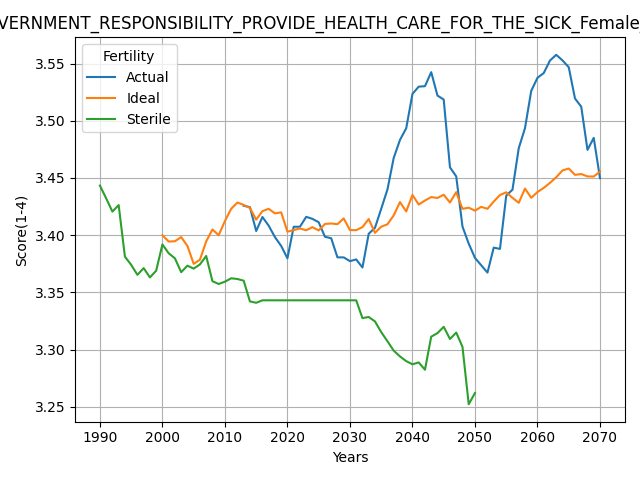 VERNMENT_RESPONSIBILITY_PROVIDE_HEALTH_CARE_FOR_THE_SICK_Female_
Fertility
Actual
Ideal
Sterile
Score(1-4)
3.55
3.50
3.45
3.40
3.35
3.30
3.25
1990 2000 2010 2020 2030 2040 2050 2060 2070
Years